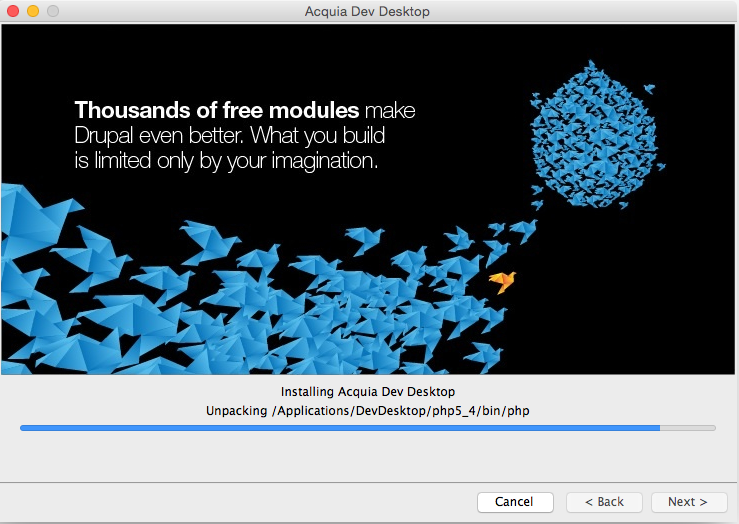 Acquia Dev Desktop
Thousands of free modules make
Drupal even better. What you build
is limited only by your imagination.
Installing Acquia Dev Desktop
Unpacking /Applications/DevDesktop/php5_4/bin/php
Cancel
< Back
Next >